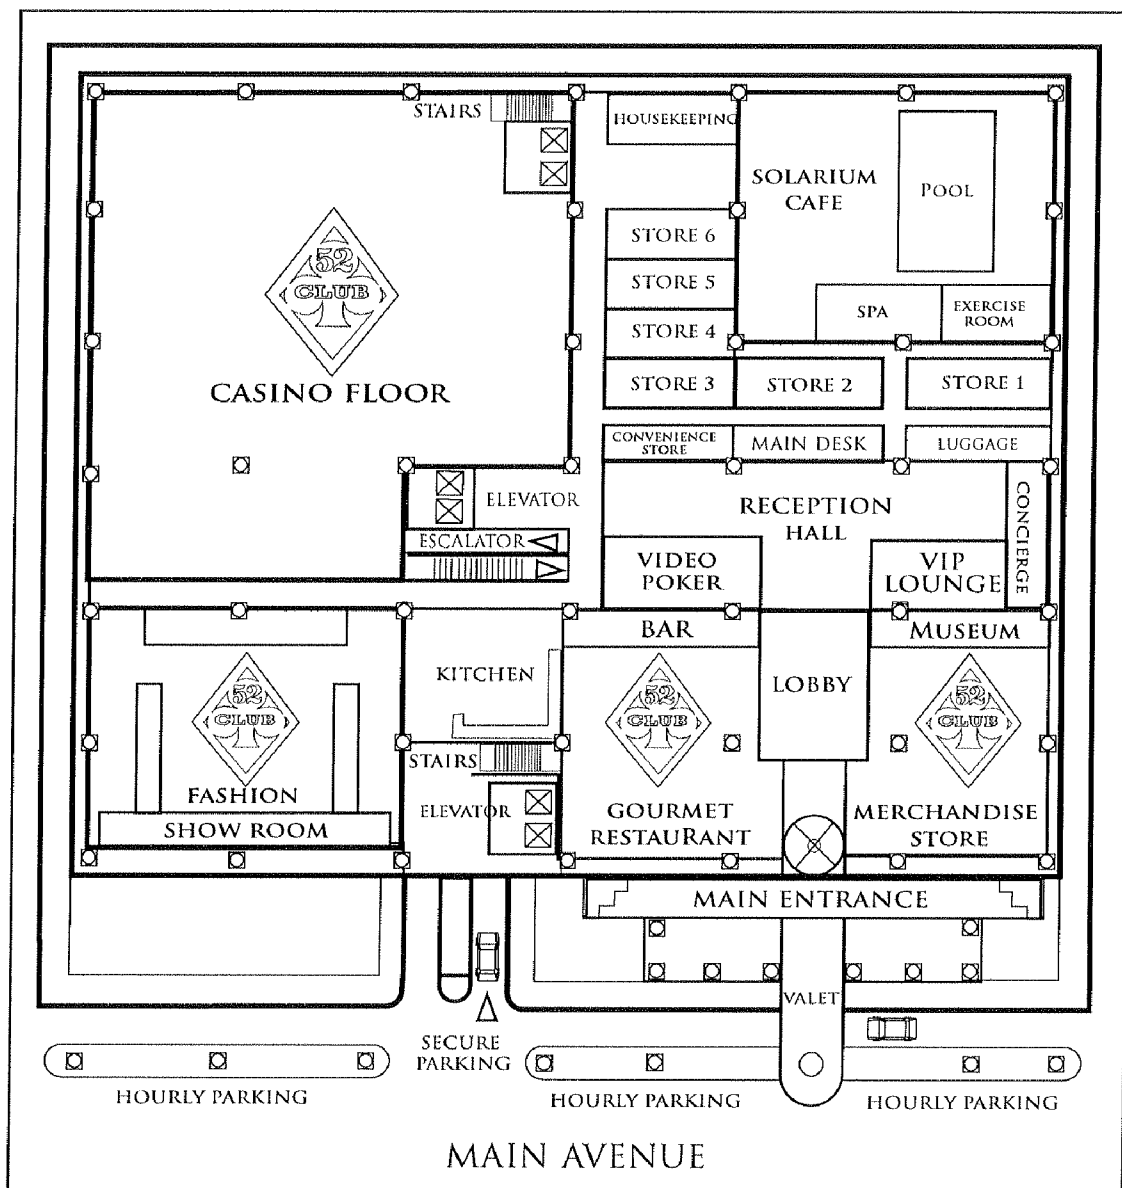 STAIRS
HOUSEKEEPING
SOLARIUM
CAFE
POOL
STORE 6
STORE 5
STORE 4
52
CLUB
SPA
EXERCISE
ROOM
CASINO FLOOR
STORE 3
STORE 2
STORE 1
CONVENIENCE
STORE
MAIN DESK
LUGGAGE
ELEVATOR
RECEPTION
HALL
CONCIERGE
ESCALATOR
VIDEO
POKER
VIP
LOUNGE
BAR
MUSEUM
KITCHEN
LOBBY
52
CLUB
52
CLUB
52
CLUB
STAIRS
FASHION
SHOW ROOM
ELEVATOR
GOURMET
RESTAURANT
MERCHANDISE
STORE
MAIN ENTRANCE
VALET
SECURE
PARKING
HOURLY PARKING
HOURLY PARKING
HOURLY PARKING
MAIN AVENUE